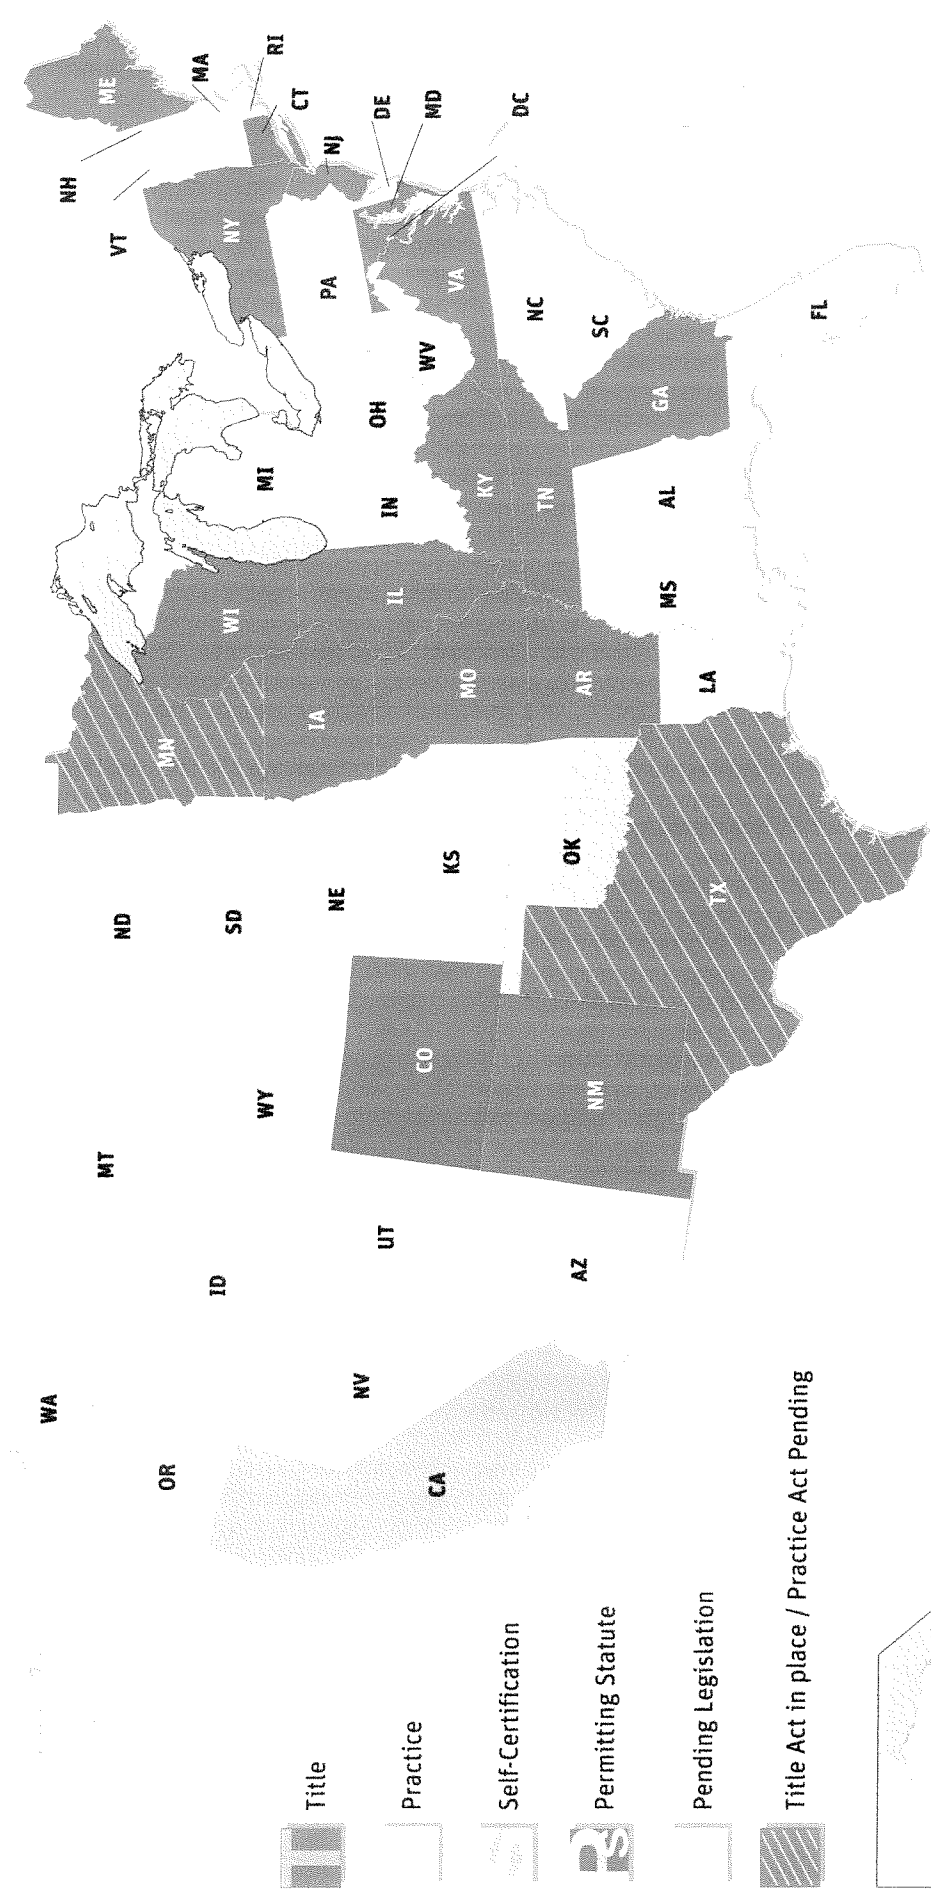 WA
OR
CA
NV
ID
MT
WY
UT
AZ
CO
NM
ND
SD
NE
KS
OK
TX
MN
IA
MO
AR
LA
WI
IL
MI
IN
OH
KY
TN
MS
AL
GA
FL
SC
NC
VA
WV
PA
NY
VT
NH
ME
MA
RI
CT
NJ
DE
MD
DC
Title
Practice
Self-Certification
PS Permitting Statute
Pending Legislation
Title Act in place / Practice Act Pending